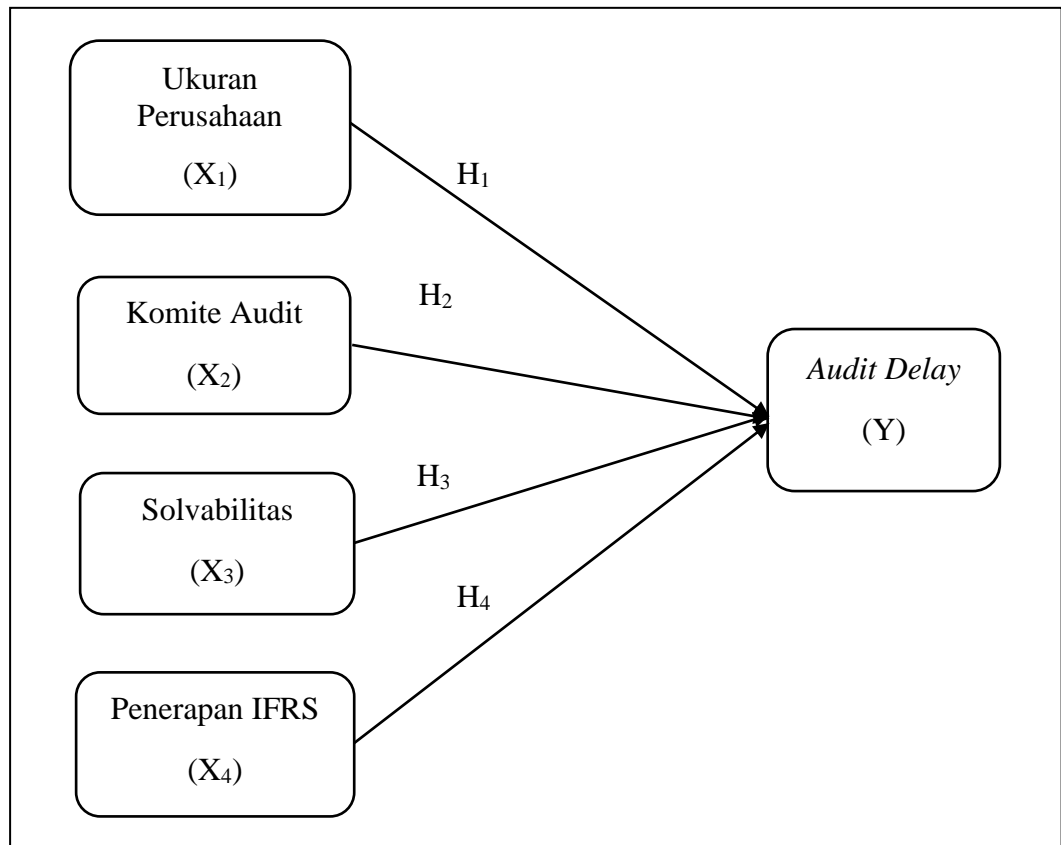 Ukuran
Perusahaan
(X₁)
H₁
Komite Audit
(X₂)
H₂
Solvabilitas
(X₃)
H₃
Penerapan IFRS
(X₄)
H₄
Audit Delay
(Y)